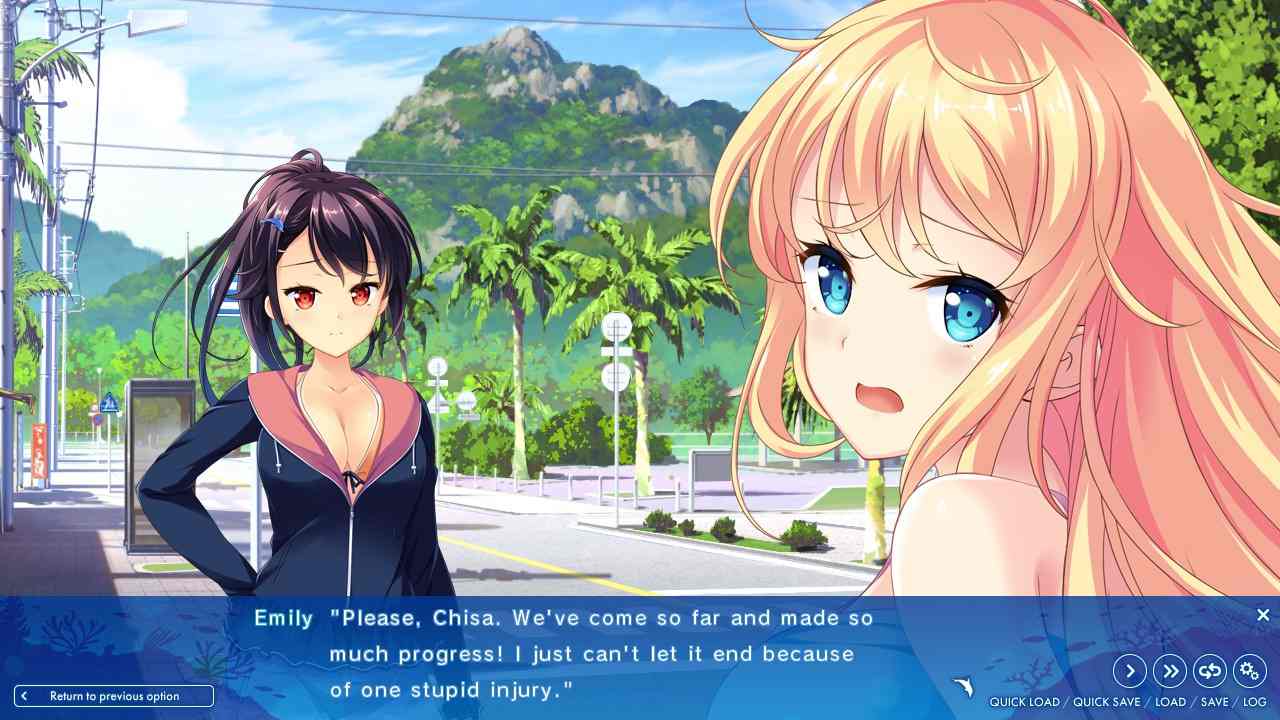 Emily "Please, Chisa. We've come so far and made so
much progress! I just can't let it end because
of one stupid injury."
Return to previous option
QUICK LOAD / QUICK SAVE / LOAD / SAVE / LOG